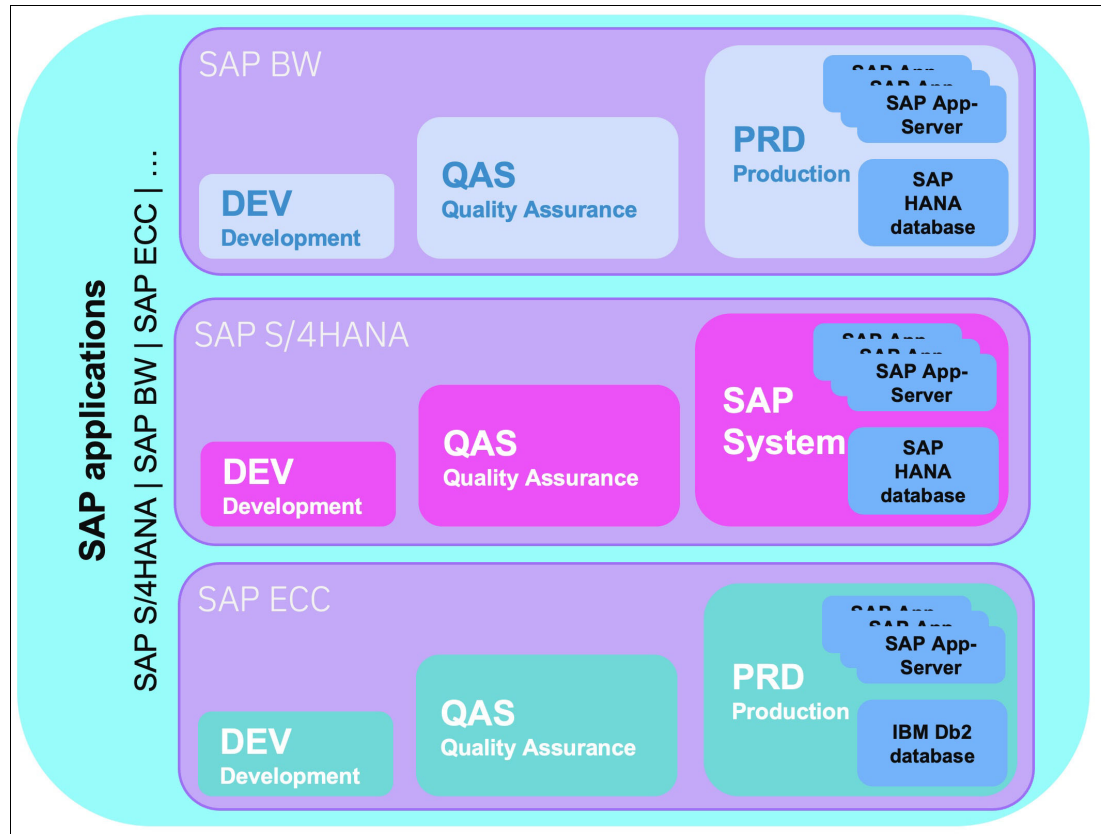 SAP applications
SAP S/4HANA | SAP BW | SAP ECC | ...
SAP BW
DEV
Development
QAS
Quality Assurance
PRD
Production
SAP App-
Server
SAP
HANA
database
SAP S/4HANA
DEV
Development
QAS
Quality Assurance
SAP
System
SAP App-
Server
SAP
HANA
database
SAP ECC
DEV
Development
QAS
Quality Assurance
PRD
Production
SAP App-
Server
IBM Db2
database